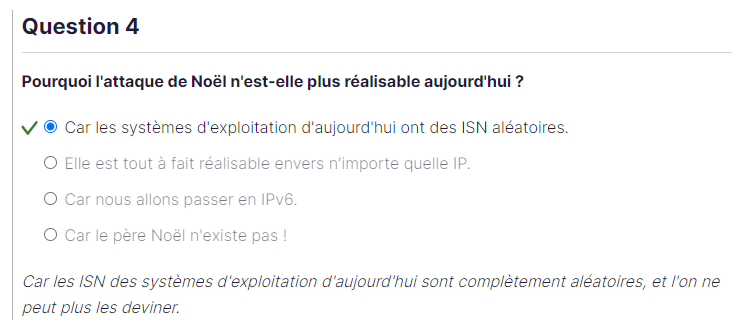 Question 4
Pourquoi l'attaque de Noël n'est-elle plus réalisable aujourd'hui ?
Car les systèmes d'exploitation d'aujourd'hui ont des ISN aléatoires.
Elle est tout à fait réalisable envers n'importe quelle IP.
Car nous allons passer en IPv6.
Car le père Noël n'existe pas !
Car les ISN des systèmes d'exploitation d'aujourd'hui sont complètement aléatoires, et l'on ne
peut plus les deviner.